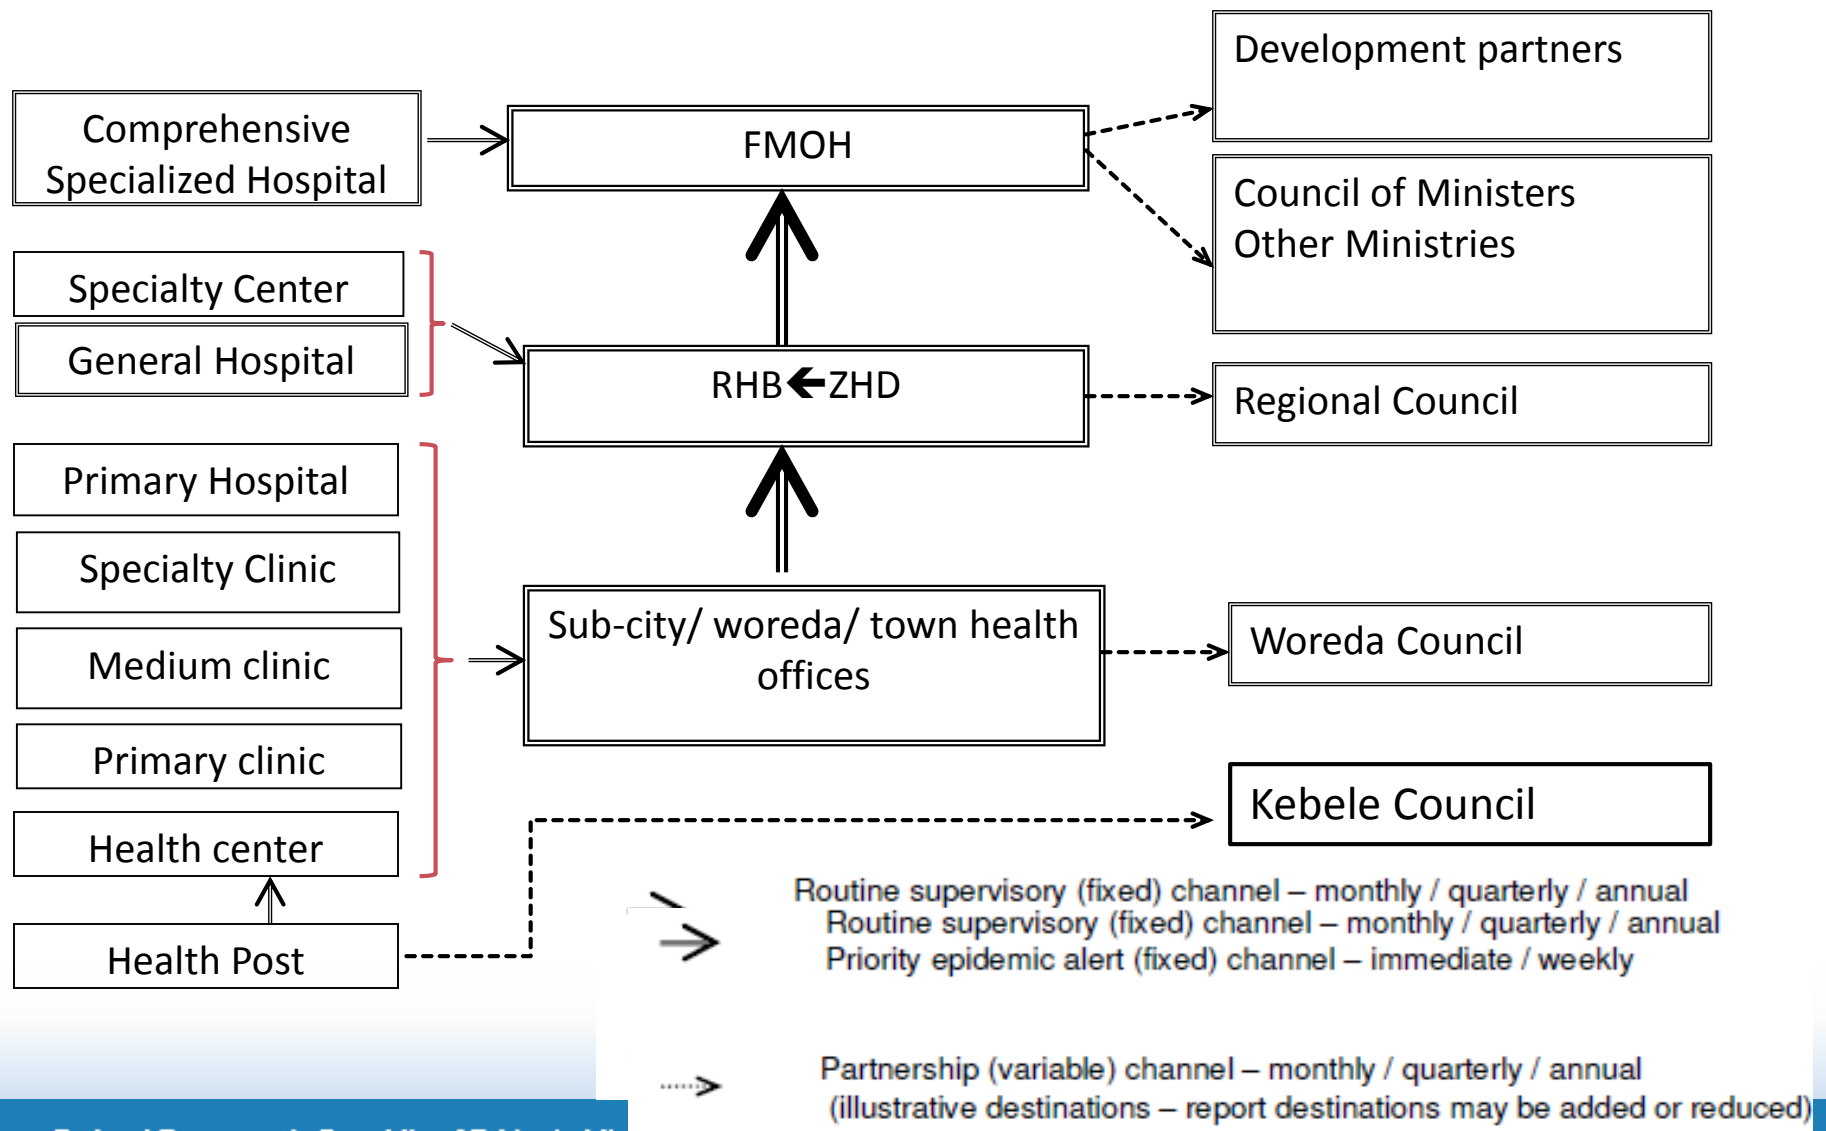 Development partners
Comprehensive
Specialized Hospital
FMOH
Council of Ministers
Other Ministries
Specialty Center
General Hospital
RHB🡸ZHD
Regional Council
Primary Hospital
Specialty Clinic
Medium clinic
Primary clinic
Health center
Health Post
Sub-city/ woreda/ town health
offices
Woreda Council
Kebele Council
Routine supervisory (fixed) channel – monthly / quarterly / annual
Routine supervisory (fixed) channel – monthly / quarterly / annual
Priority epidemic alert (fixed) channel – immediate / weekly
Partnership (variable) channel – monthly / quarterly / annual
(illustrative destinations – report destinations may be added or reduced)